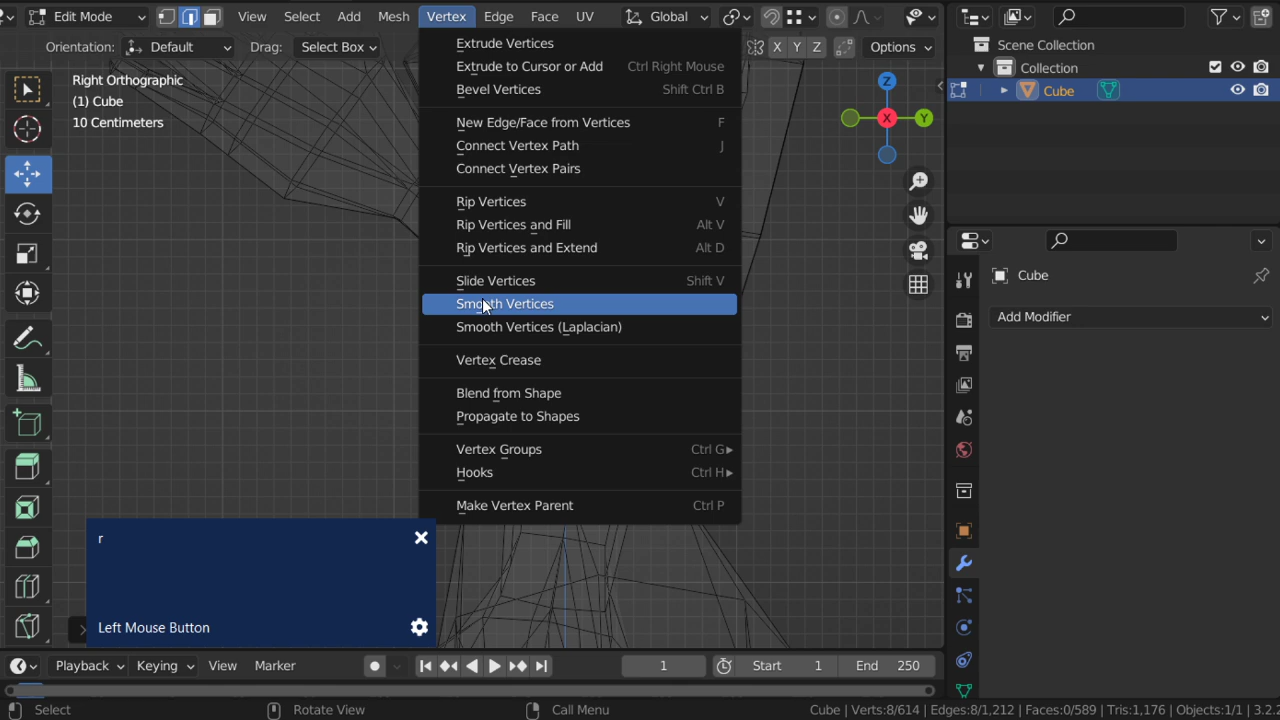 Edit Mode View Select Add Mesh Vertex Edge Face UV Global
Orientation: Default Drag: Select Box X Y Z Options
Right Orthographic
(1) Cube
10 Centimeters
Extrude Vertices
Extrude to Cursor or Add Ctrl Right Mouse
Bevel Vertices Shift Ctrl B
New Edge/Face from Vertices F
Connect Vertex Path J
Connect Vertex Pairs
Rip Vertices V
Rip Vertices and Fill Alt V
Rip Vertices and Extend Alt D
Slide Vertices Shift V
Smooth Vertices
Smooth Vertices (Laplacian)
Vertex Crease
Blend from Shape
Propagate to Shapes
Vertex Groups Ctrl G
Hooks Ctrl H
Make Vertex Parent Ctrl P
Z
X
Y
Scene Collection
Collection
Cube
Cube
Add Modifier
r
Left Mouse Button
Playback Keying View Marker 1 Start 1 End 250
Select Rotate View Call Menu Cube | Verts:8/614 | Edges:8/1,212 | Faces:0/589 | Tris:1,176 | Objects:1/1 | 3.2.